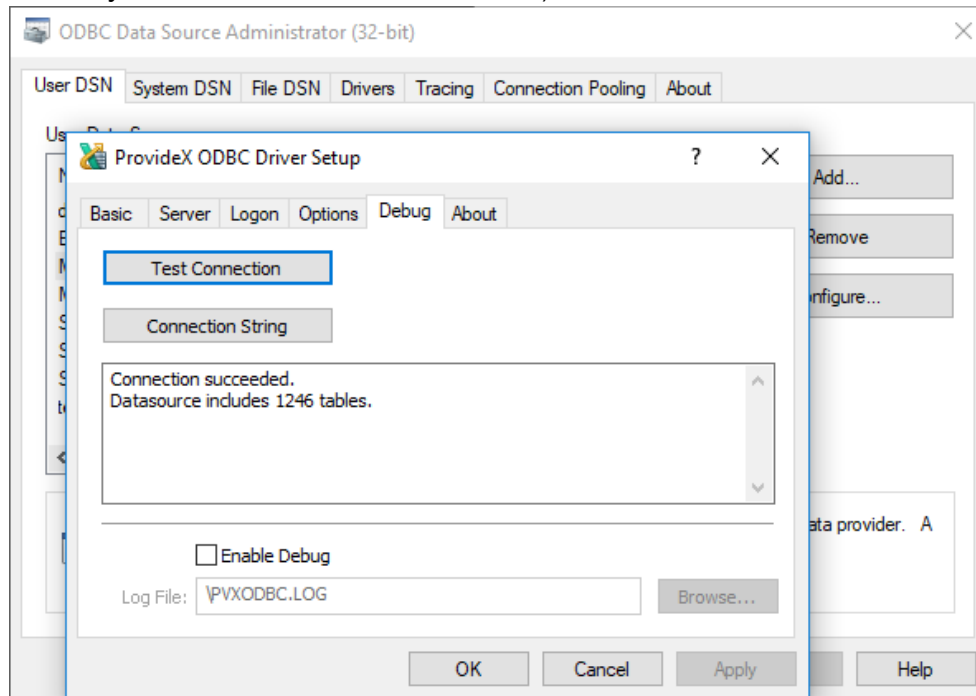 ODBC Data Source Administrator (32-bit)
User DSN System DSN File DSN Drivers Tracing Connection Pooling About
ProvideX ODBC Driver Setup ?
Add...
Basic Server Logon Options Debug About
Remove
Test Connection
nfigure...
Connection String
Connection succeeded.
Datasource includes 1246 tables.
ata provider. A
Enable Debug
Log File: \PVXODBC.LOG Browse...
OK Cancel Apply Help